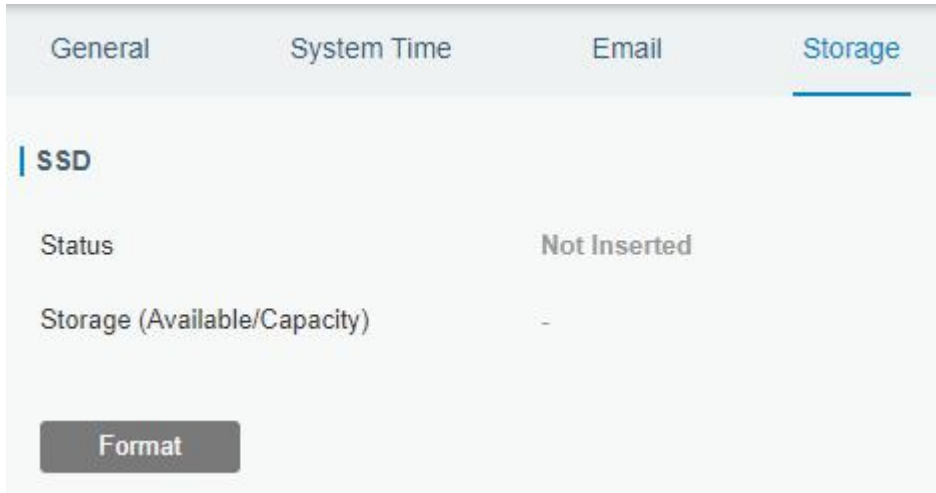 General System Time Email Storage
SSD
Status Not Inserted
Storage (Available/Capacity) -
Format